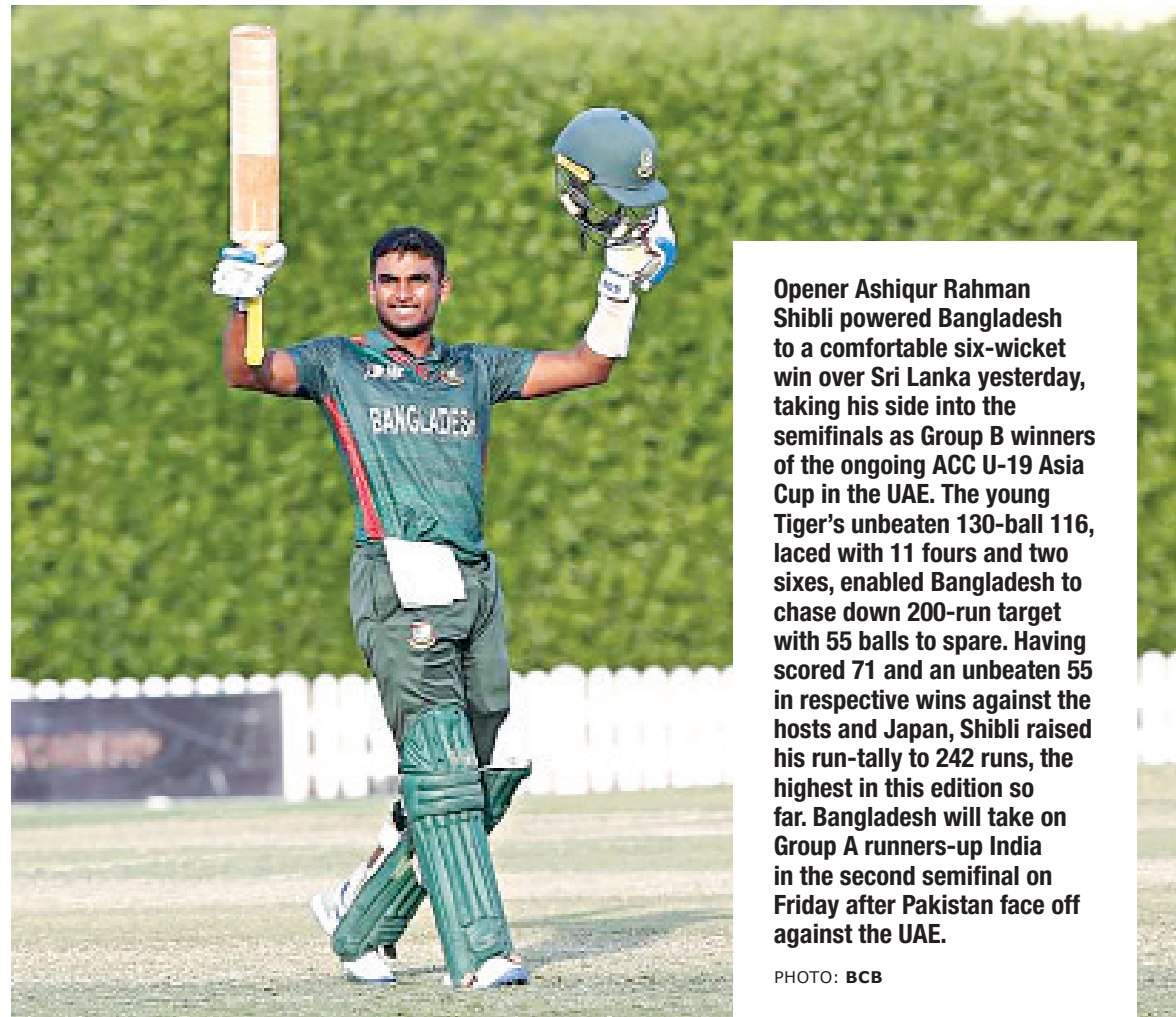 BANGLADESH
Opener Ashiqur Rahman
Shibli powered Bangladesh
to a comfortable six-wicket
win over Sri Lanka yesterday,
taking his side into the
semifinals as Group B winners
of the ongoing ACC U-19 Asia
Cup in the UAE. The young
Tiger’s unbeaten 130-ball 116,
laced with 11 fours and two
sixes, enabled Bangladesh to
chase down 200-run target
with 55 balls to spare. Having
scored 71 and an unbeaten 55
in respective wins against the
hosts and Japan, Shibli raised
his run-tally to 242 runs, the
highest in this edition so
far. Bangladesh will take on
Group A runners-up India
in the second semifinal on
Friday after Pakistan face off
against the UAE.
PHOTO: BCB